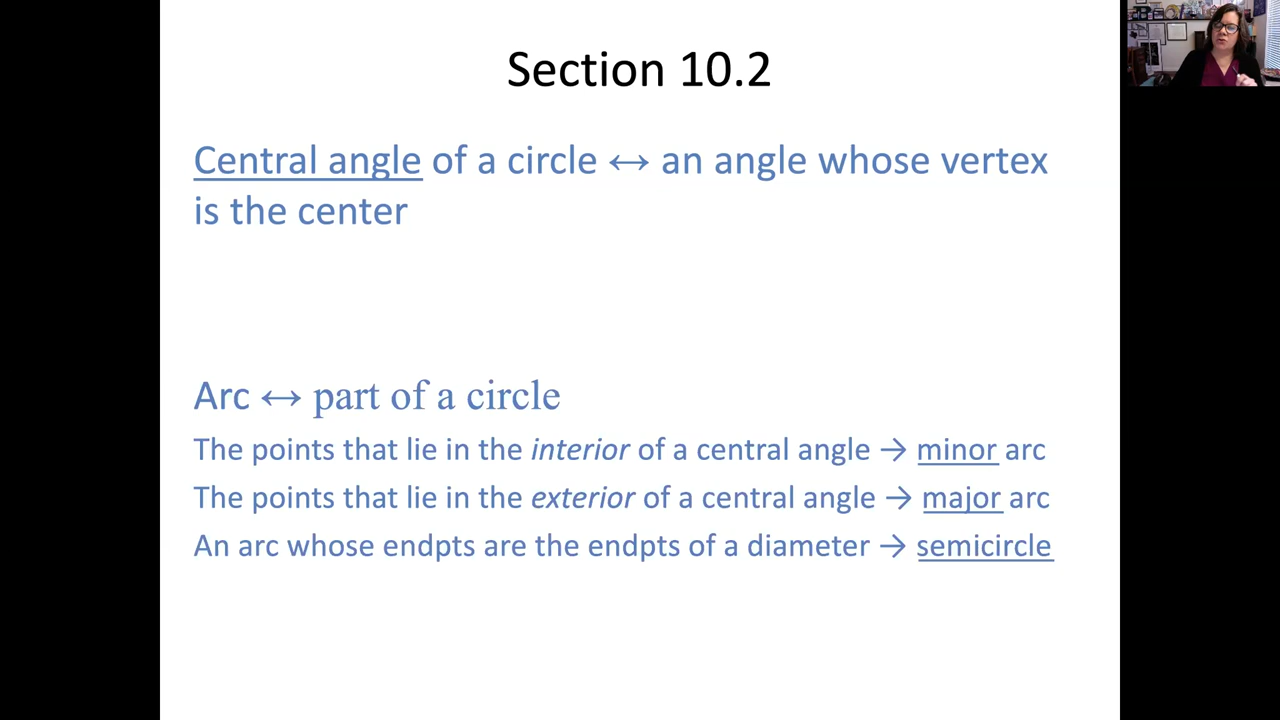 Section 10.2
Central angle of a circle ↔ an angle whose vertex
is the center
Arc ↔ part of a circle
The points that lie in the interior of a central angle → minor arc
The points that lie in the exterior of a central angle → major arc
An arc whose endpts are the endpts of a diameter → semicircle